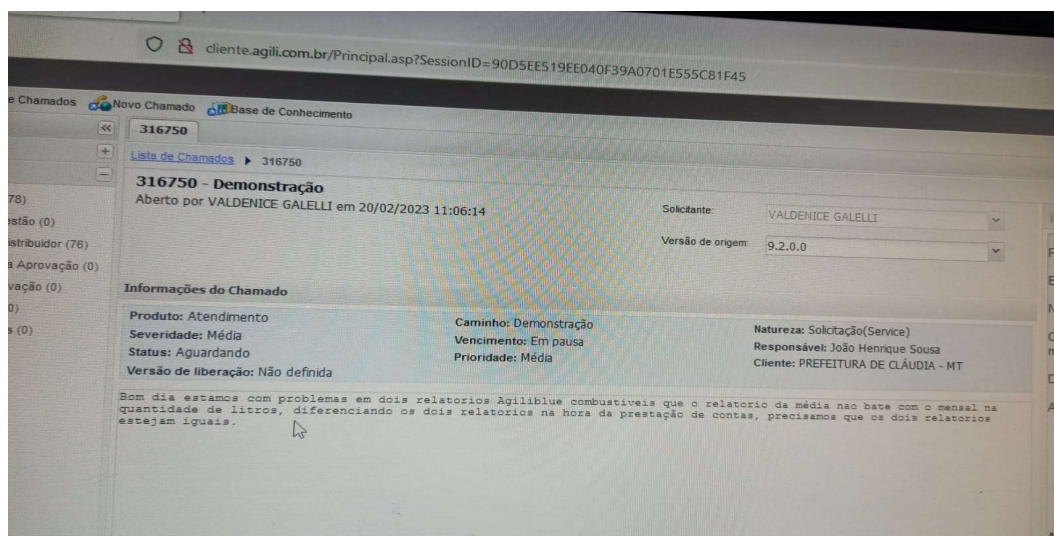 cliente.agili.com.br/Principal.asp?SessionID=90D5EE519EE040F39A0701E555C81F45
e Chamados Novo Chamado Base de Conhecimento
316750
Lista de Chamados 316750
316750 - Demonstração
Aberto por VALDENICE GALELLI em 20/02/2023 11:06:14
Solicitante: VALDENICE GALELLI
Versão de origem: 9.2.0.0
78)
estão (0)
istribuidor (76)
a Aprovação (0)
vação (0)
0)
s (0)
Informações do Chamado
Produto: Atendimento
Severidade: Média
Status: Aguardando
Versão de liberação: Não definida
Caminho: Demonstração
Vencimento: Em pausa
Prioridade: Média
Natureza: Solicitação(Service)
Responsável: João Henrique Sousa
Cliente: PREFEITURA DE CLÁUDIA - MT
Bom dia estamos com problemas em dois relatorios Agiliblue combustiveis que o relatorio da média nao bate com o mensal na
quantidade de litros, diferenciando os dois relatorios na hora da prestação de contas, precisamos que os dois relatorios
estejam iguais.